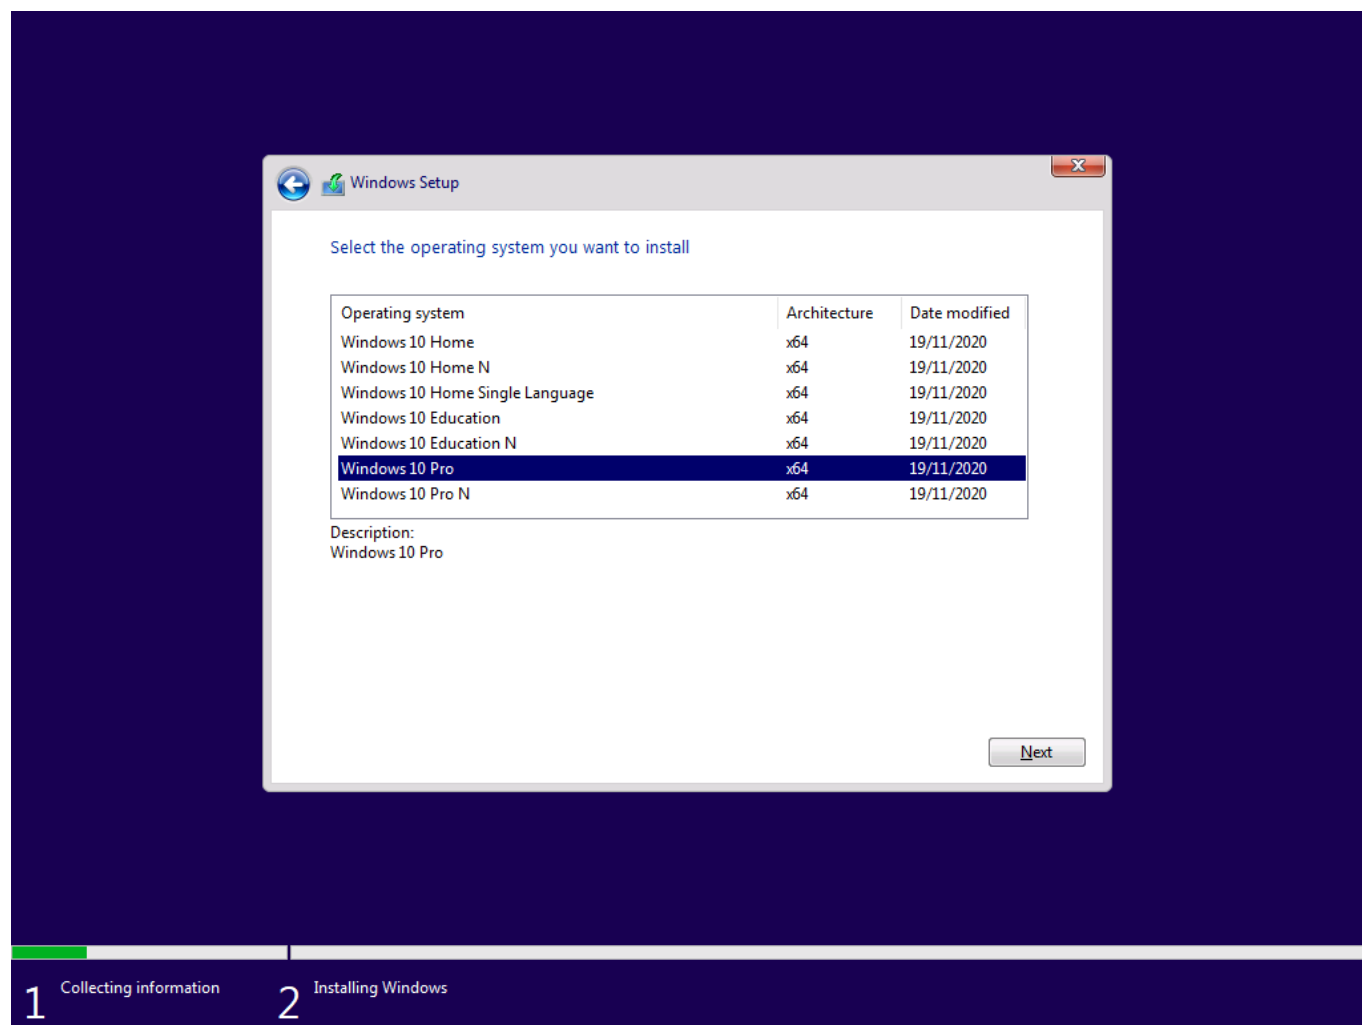 Windows Setup
Select the operating system you want to install
Operating system Architecture Date modified
Windows 10 Home x64 19/11/2020
Windows 10 Home N x64 19/11/2020
Windows 10 Home Single Language x64 19/11/2020
Windows 10 Education x64 19/11/2020
Windows 10 Education N x64 19/11/2020
Windows 10 Pro x64 19/11/2020
Windows 10 Pro N x64 19/11/2020
Description:
Windows 10 Pro
Next
1 Collecting information 2 Installing Windows